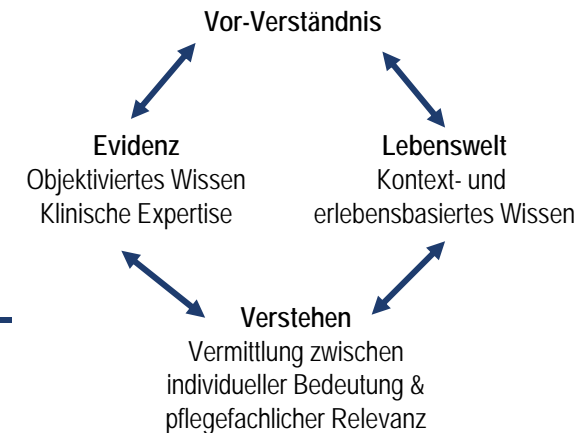 Vor-Verständnis
Evidenz
Objektiviertes Wissen
Klinische Expertise
Lebenswelt
Kontext- und
erlebensbasiertes Wissen
Verstehen
Vermittlung zwischen
individueller Bedeutung &
pflegefachlicher Relevanz